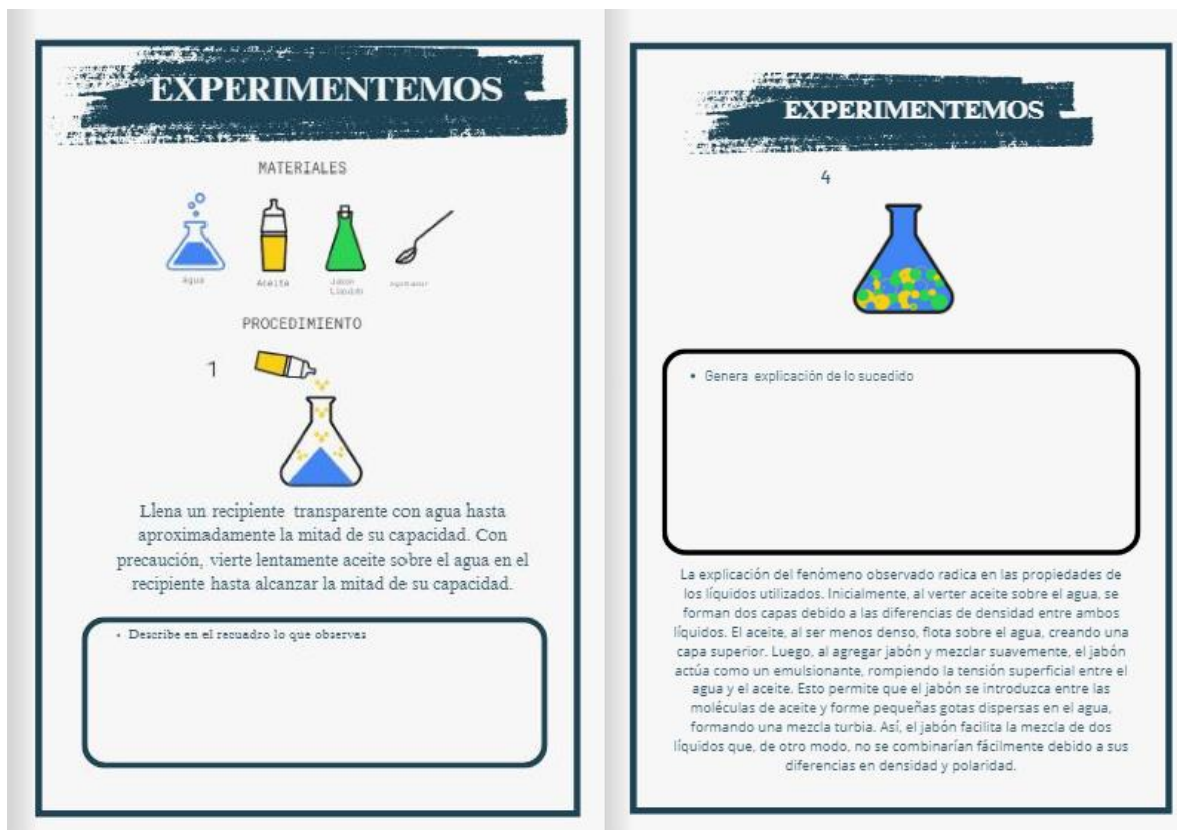 EXPERIMENTEMOS
MATERIALES
Agua
Aceite
Jabon
Liquido
PROCEDIMIENTO
1
Llena un recipiente transparente con agua hasta
aproximadamente la mitad de su capacidad. Con
precaución, vierte lentamente aceite sobre el agua en el
recipiente hasta alcanzar la mitad de su capacidad.
• Describe en el recuadro lo que observas
EXPERIMENTEMOS
4
• Genera explicación de lo sucedido
La explicación del fenómeno observado radica en las propiedades de
los líquidos utilizados. Inicialmente, al verter aceite sobre el agua, se
forman dos capas debido a las diferencias de densidad entre ambos
líquidos. El aceite, al ser menos denso, flota sobre el agua, creando una
capa superior. Luego, al agregar jabón y mezclar suavemente, el jabón
actúa como un emulsionante, rompiendo la tensión superficial entre el
agua y el aceite. Esto permite que el jabón se introduzca entre las
moléculas de aceite y forme pequeñas gotas dispersas en el agua,
formando una mezcla turbia. Así, el jabón facilita la mezcla de dos
líquidos que, de otro modo, no se combinarían fácilmente debido a sus
diferencias en densidad y polaridad.